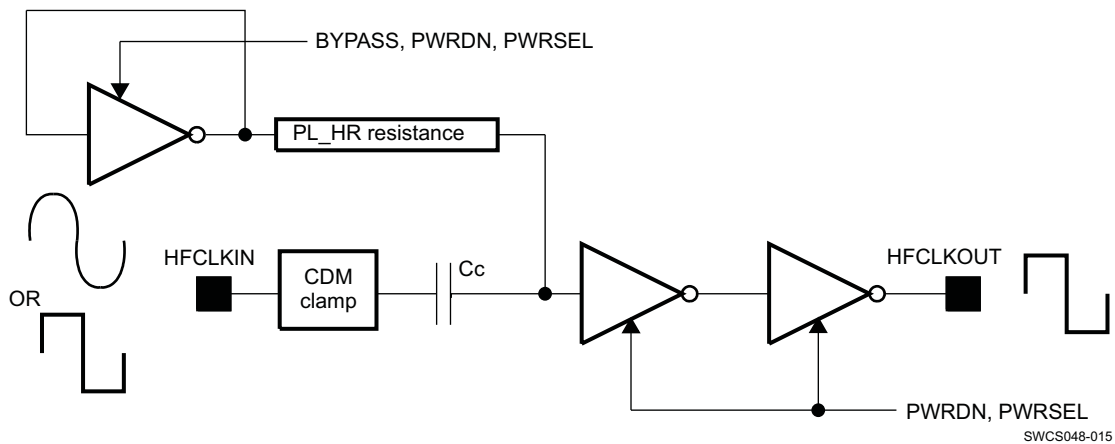 BYPASS, PWRDN, PWRSEL
PL_HR resistance
HFCLKIN
CDM
clamp
Cc
HFCLKOUT
OR
PWRDN, PWRSEL
SWCS048-015